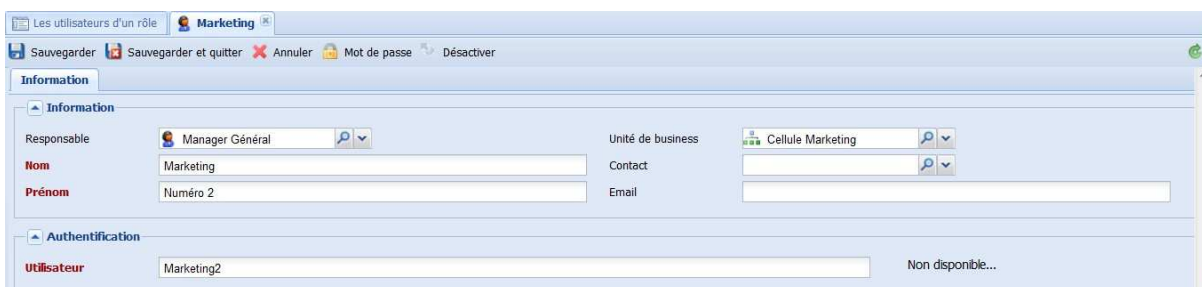 Les utilisateurs d'un rôle Marketing
Sauvegarder Sauvegarder et quitter Annuler Mot de passe Désactiver
Information
Information
Responsable Manager Général Unité de business Cellule Marketing
Nom Marketing Contact
Prénom Numéro 2 Email
Authentification
Utilisateur Marketing2 Non disponible...